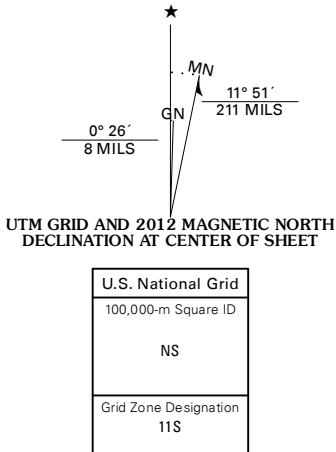 ★
MN
GN
11° 51´
211 MILS
0° 26´
8 MILS
UTM GRID AND 2012 MAGNETIC NORTH
DECLINATION AT CENTER OF SHEET
U.S. National Grid
100,000-m Square ID
NS
Grid Zone Designation
11S